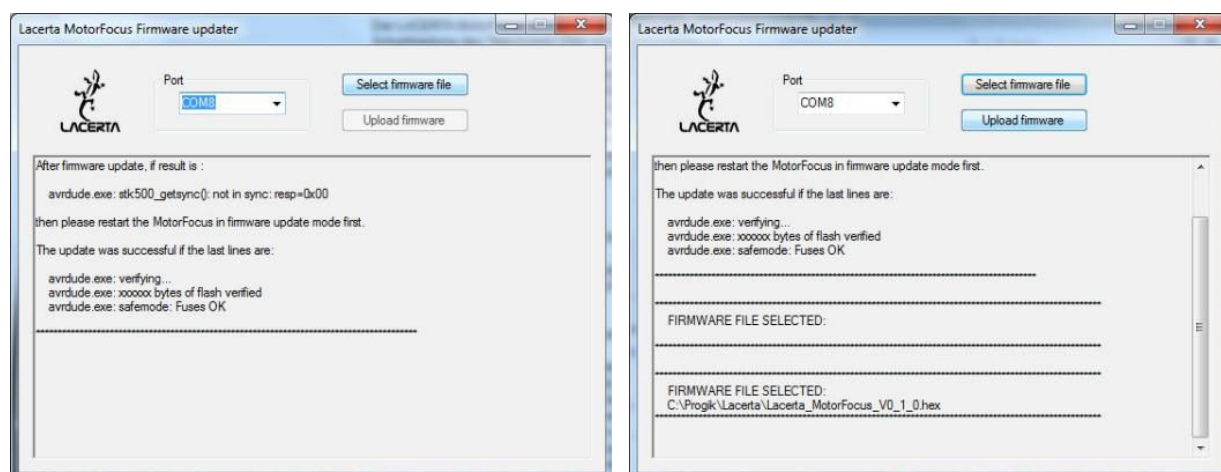 Lacerta MotorFocus Firmware updater
Port
COM8
Select firmware file
Upload firmware
LACERTA
After firmware update, if result is :
avrdude.exe: stk500_getsync(): not in sync: resp=0x00
then please restart the MotorFocus in firmware update mode first.
The update was successful if the last lines are:
avrdude.exe: verifying...
avrdude.exe: xxxxxx bytes of flash verified
avrdude.exe: safemode: Fuses OK
Lacerta MotorFocus Firmware updater
Port
COM8
Select firmware file
Upload firmware
LACERTA
then please restart the MotorFocus in firmware update mode first.
The update was successful if the last lines are:
avrdude.exe: verifying...
avrdude.exe: xxxxxx bytes of flash verified
avrdude.exe: safemode: Fuses OK
FIRMWARE FILE SELECTED:
FIRMWARE FILE SELECTED:
C:\Progik\Lacerta\Lacerta_MotorFocus_V0_1_0.hex